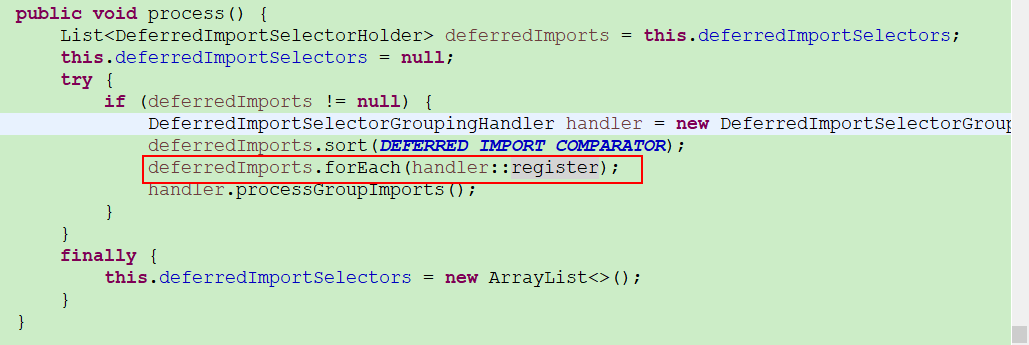 public void process() {
List<DeferredImportSelectorHolder> deferredImports = this.deferredImportSelectors;
this.deferredImportSelectors = null;
try {
if (deferredImports != null) {
DeferredImportSelectorGroupingHandler handler = new DeferredImportSelectorGroup
deferredImports.sort(DEFERRED_IMPORT_COMPARATOR);
deferredImports.forEach(handler::register);
handler.processGroupImports();
}
}
finally {
this.deferredImportSelectors = new ArrayList<>();
}
}